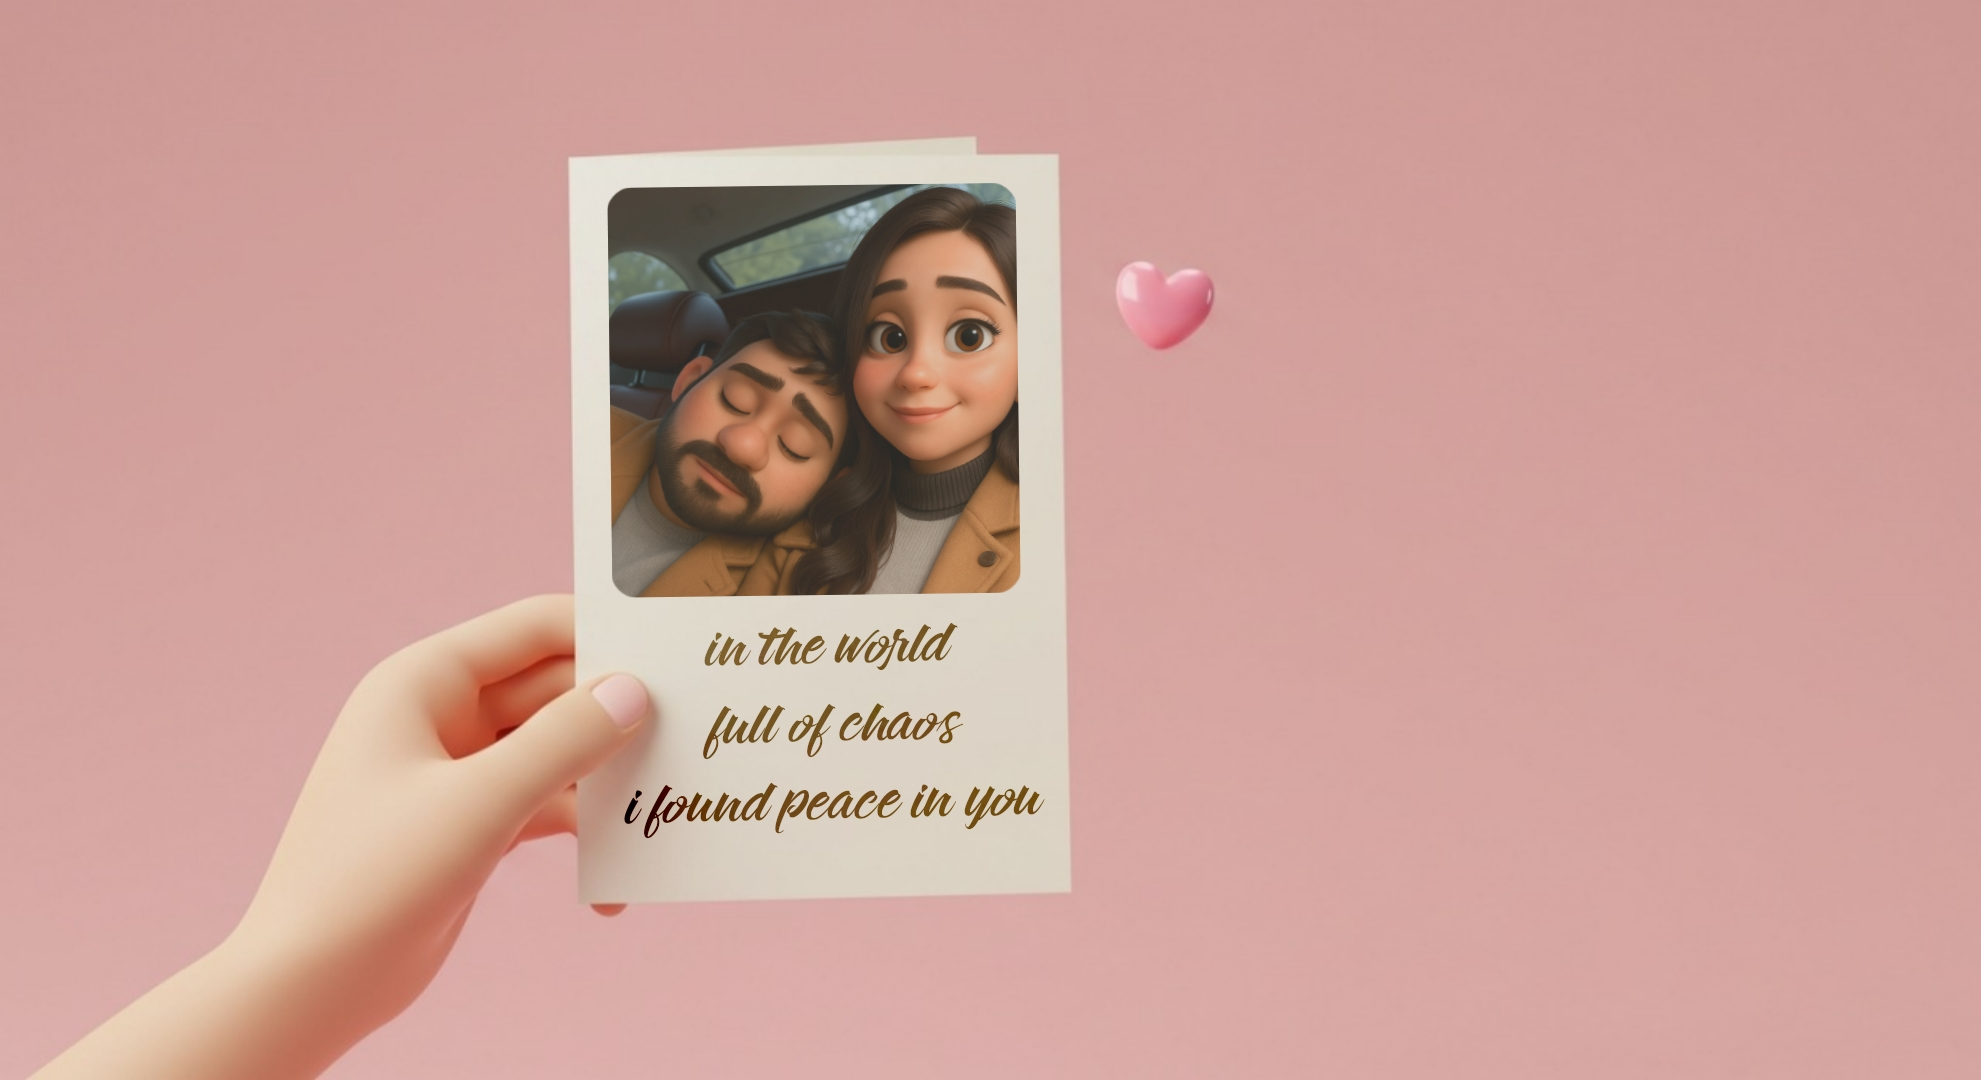 in the world
full of chaos
i found peace in you